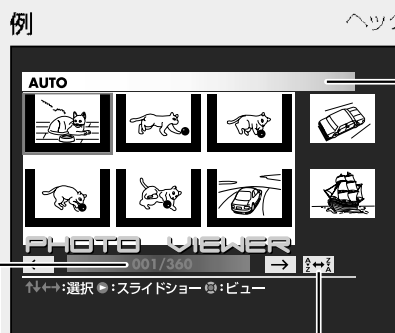 例 ヘッ
AUTO
PHOTO VIEWER
← 001/360 → A Z ↔ Z A
↑↓←→:選択 ▶:スライドショー :ビュー